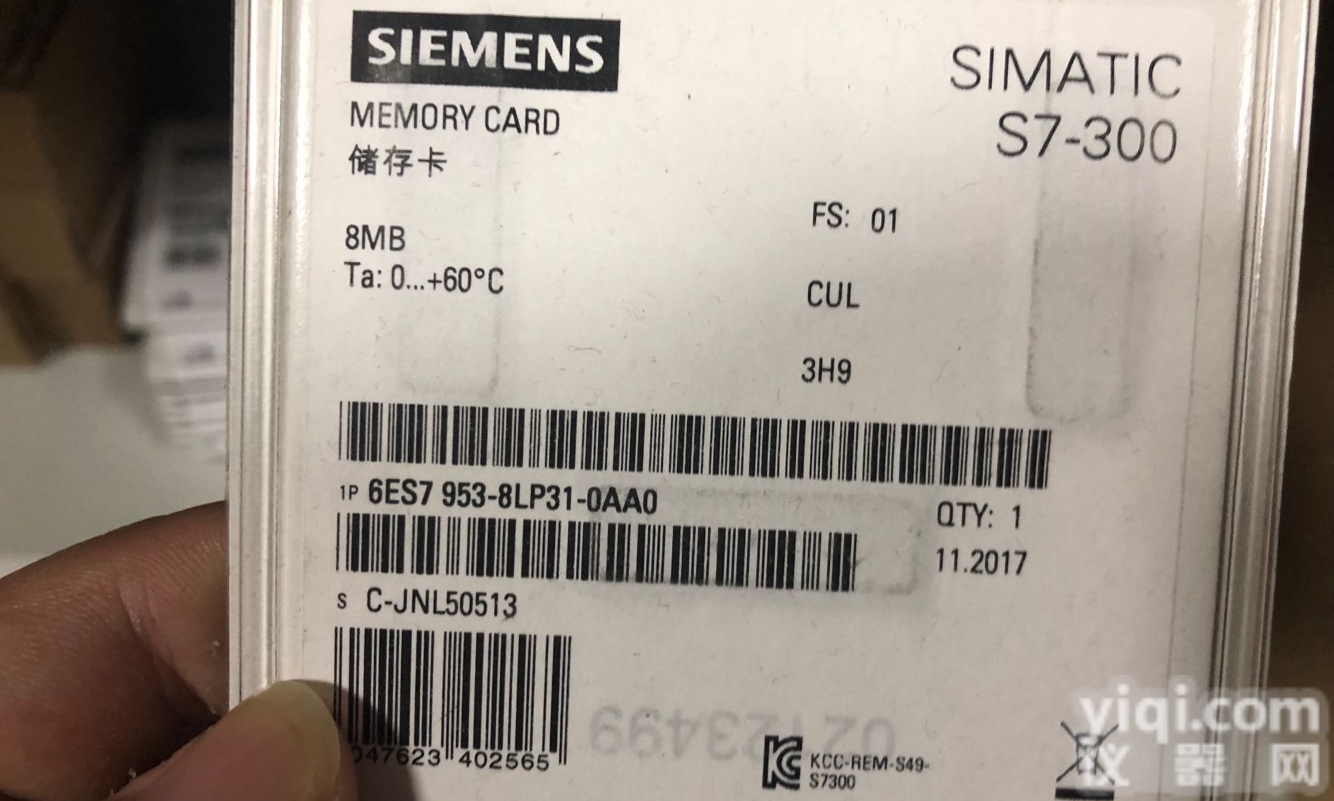 SIEMENS
SIMATIC
S7-300
MEMORY CARD
储存卡
8MB
Ta: 0...+60°C
FS: 01
CUL
3H9
1P 6ES7 953-8LP31-0AA0
QTY: 1
11.2017
S C-JNL50513
047623 402565
KCC-REM-S49-
S7300
yiqi.com
仪器网